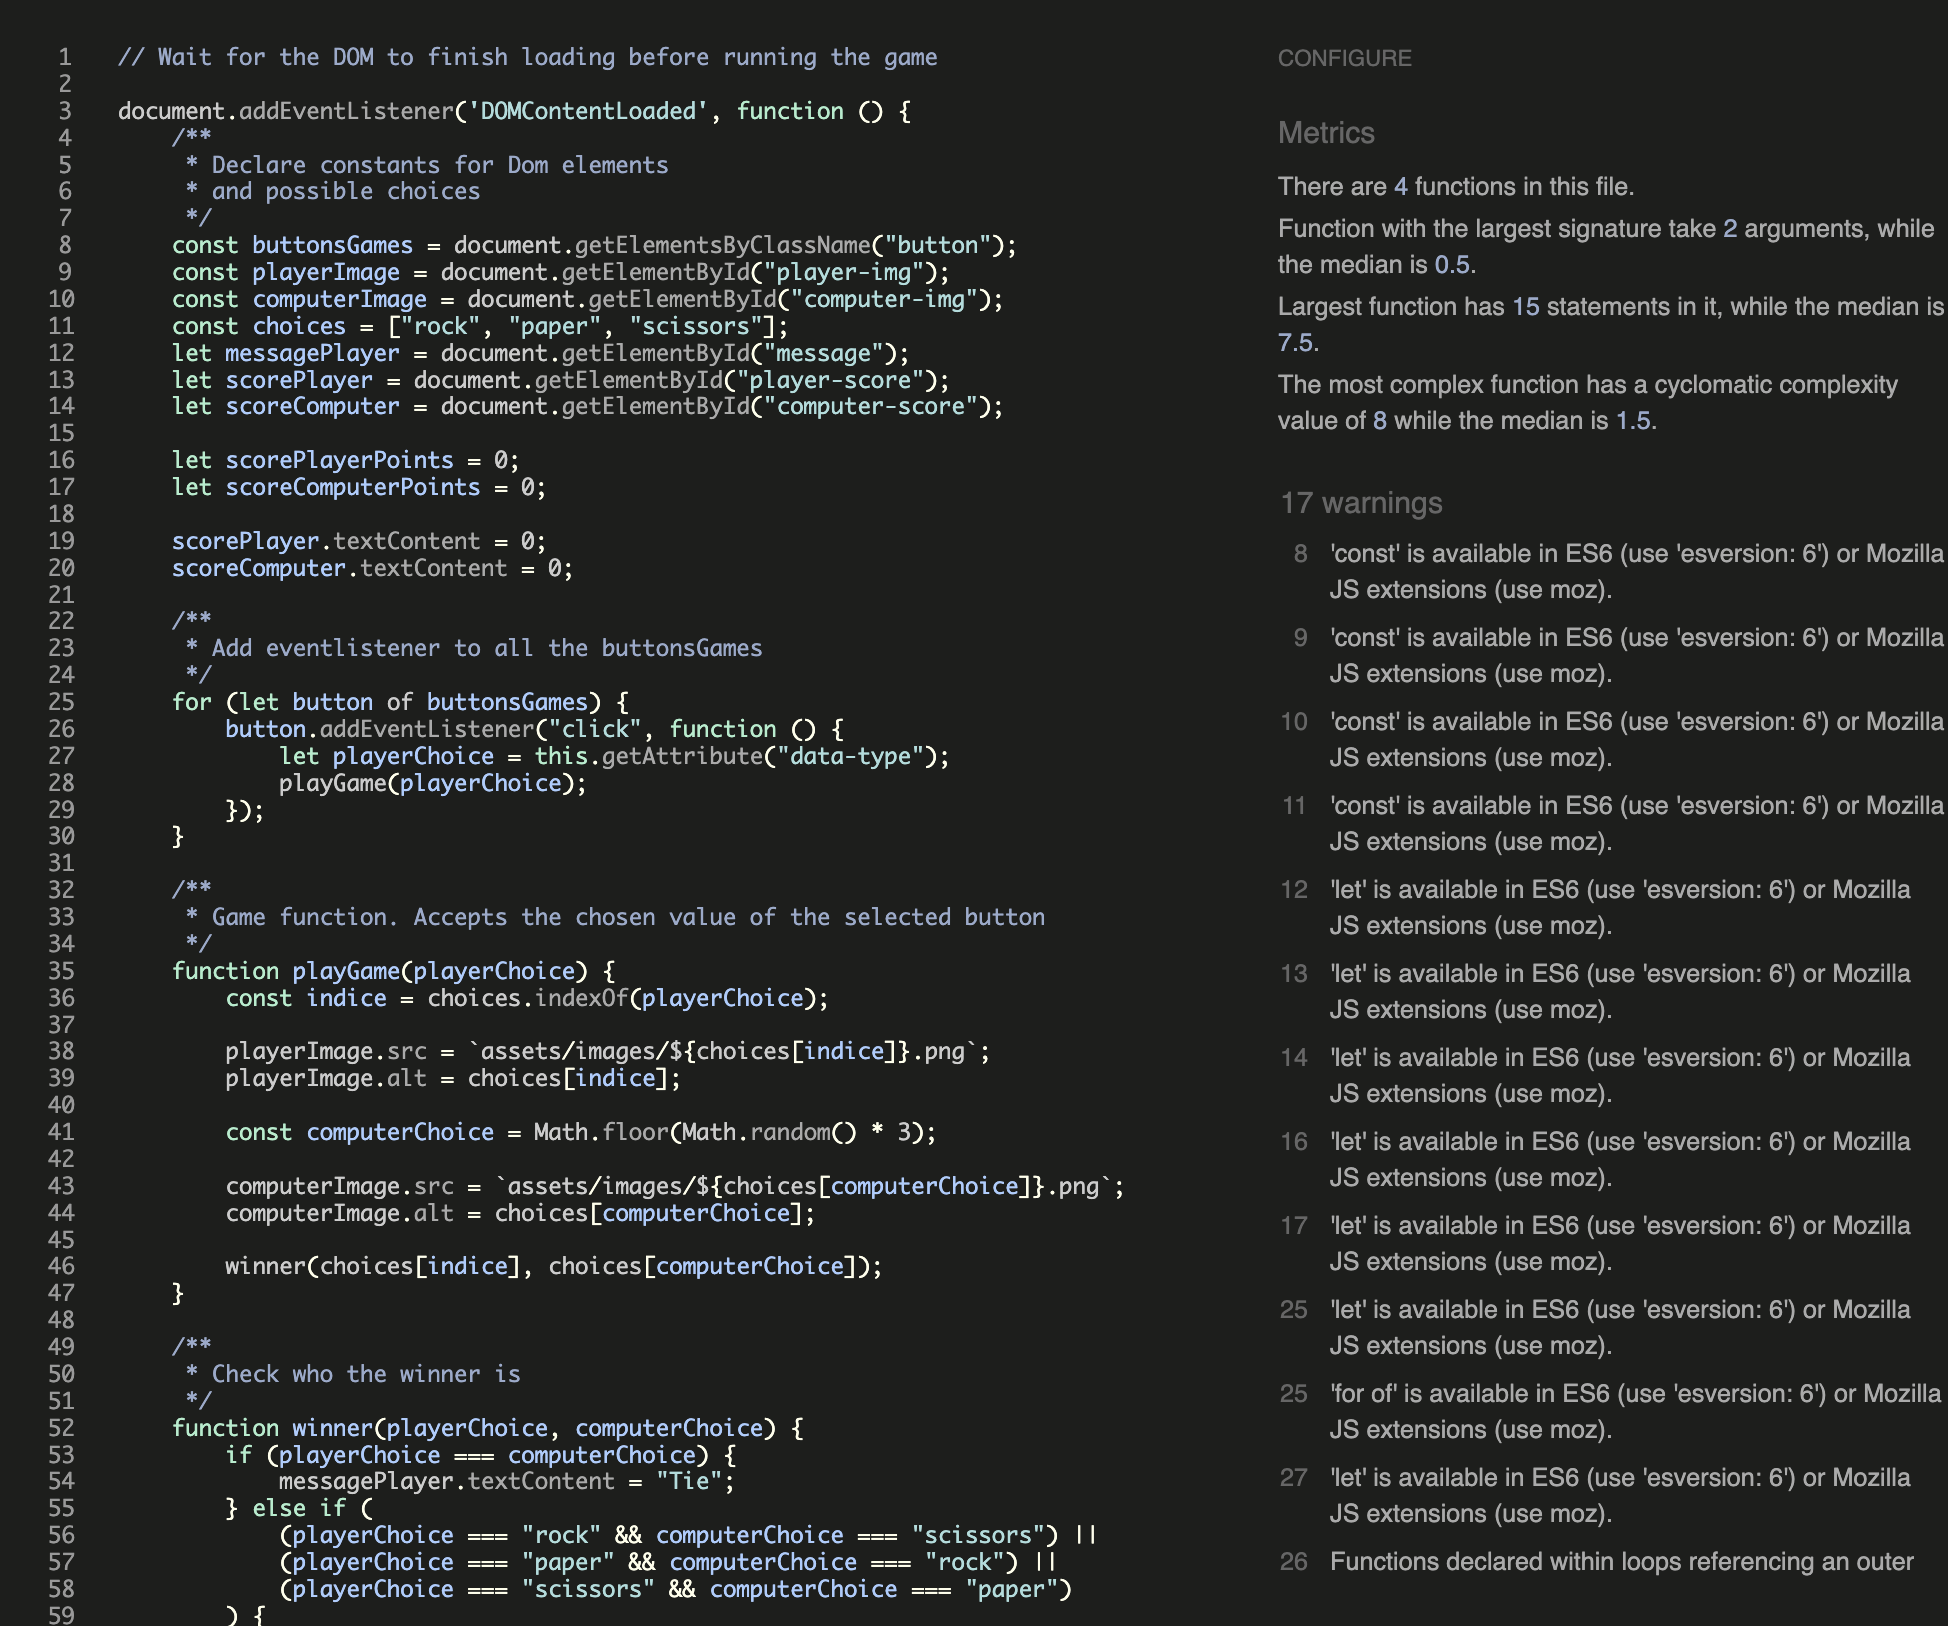 1 // Wait for the DOM to finish loading before running the game
2
3 document.addEventListener('DOMContentLoaded', function () {
4 /**
5 * Declare constants for Dom elements
6 * and possible choices
7 */
8 const buttonsGames = document.getElementsByClassName("button");
9 const playerImage = document.getElementById("player-img");
10 const computerImage = document.getElementById("computer-img");
11 const choices = ["rock", "paper", "scissors"];
12 let messagePlayer = document.getElementById("message");
13 let scorePlayer = document.getElementById("player-score");
14 let scoreComputer = document.getElementById("computer-score");
15
16 let scorePlayerPoints = 0;
17 let scoreComputerPoints = 0;
18
19 scorePlayer.textContent = 0;
20 scoreComputer.textContent = 0;
21
22 /**
23 * Add eventlistener to all the buttonsGames
24 */
25 for (let button of buttonsGames) {
26 button.addEventListener("click", function () {
27 let playerChoice = this.getAttribute("data-type");
28 playGame(playerChoice);
29 });
30 }
31
32 /**
33 * Game function. Accepts the chosen value of the selected button
34 */
35 function playGame(playerChoice) {
36 const indice = choices.indexOf(playerChoice);
37
38 playerImage.src = `assets/images/${choices[indice]}.png`;
39 playerImage.alt = choices[indice];
40
41 const computerChoice = Math.floor(Math.random() * 3);
42
43 computerImage.src = `assets/images/${choices[computerChoice]}.png`;
44 computerImage.alt = choices[computerChoice];
45
46 winner(choices[indice], choices[computerChoice]);
47 }
48
49 /**
50 * Check who the winner is
51 */
52 function winner(playerChoice, computerChoice) {
53 if (playerChoice === computerChoice) {
54 messagePlayer.textContent = "Tie";
55 } else if (
56 (playerChoice === "rock" && computerChoice === "scissors") ||
57 (playerChoice === "paper" && computerChoice === "rock") ||
58 (playerChoice === "scissors" && computerChoice === "paper")
59 ) {
CONFIGURE
Metrics
There are 4 functions in this file.
Function with the largest signature take 2 arguments, while
the median is 0.5.
Largest function has 15 statements in it, while the median is
7.5.
The most complex function has a cyclomatic complexity
value of 8 while the median is 1.5.
17 warnings
8 'const' is available in ES6 (use 'esversion: 6') or Mozilla
JS extensions (use moz).
9 'const' is available in ES6 (use 'esversion: 6') or Mozilla
JS extensions (use moz).
10 'const' is available in ES6 (use 'esversion: 6') or Mozilla
JS extensions (use moz).
11 'const' is available in ES6 (use 'esversion: 6') or Mozilla
JS extensions (use moz).
12 'let' is available in ES6 (use 'esversion: 6') or Mozilla
JS extensions (use moz).
13 'let' is available in ES6 (use 'esversion: 6') or Mozilla
JS extensions (use moz).
14 'let' is available in ES6 (use 'esversion: 6') or Mozilla
JS extensions (use moz).
16 'let' is available in ES6 (use 'esversion: 6') or Mozilla
JS extensions (use moz).
17 'let' is available in ES6 (use 'esversion: 6') or Mozilla
JS extensions (use moz).
25 'let' is available in ES6 (use 'esversion: 6') or Mozilla
JS extensions (use moz).
25 'for of' is available in ES6 (use 'esversion: 6') or Mozilla
JS extensions (use moz).
27 'let' is available in ES6 (use 'esversion: 6') or Mozilla
JS extensions (use moz).
26 Functions declared within loops referencing an outer